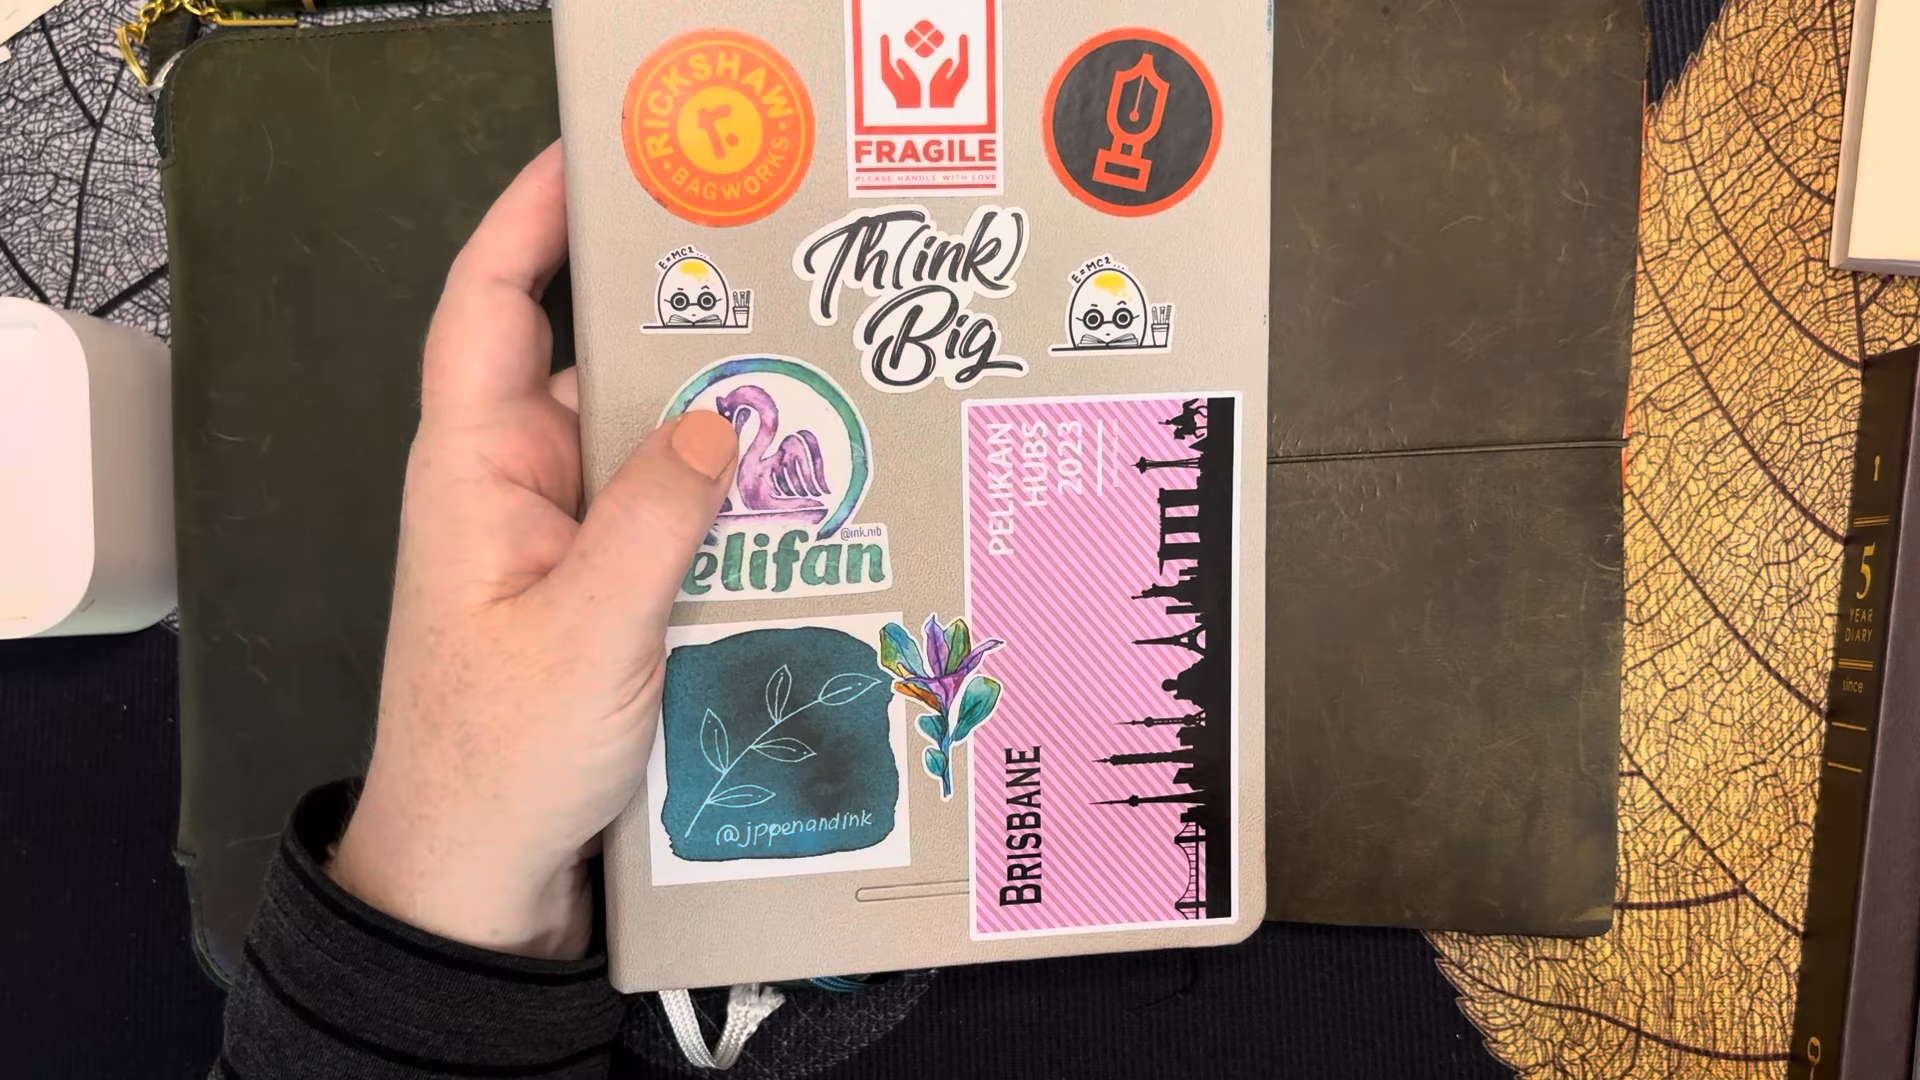 RICKSHAW
BAGWORKS
FRAGILE
PLEASE HANDLE WITH LOVE
Th(ink)
Big
E=MC²...
E=MC²...
@ink.nib
elifan
PELIKAN
HUBS
2023
BRISBANE
@jppenandink
5
YEAR
DIARY
since